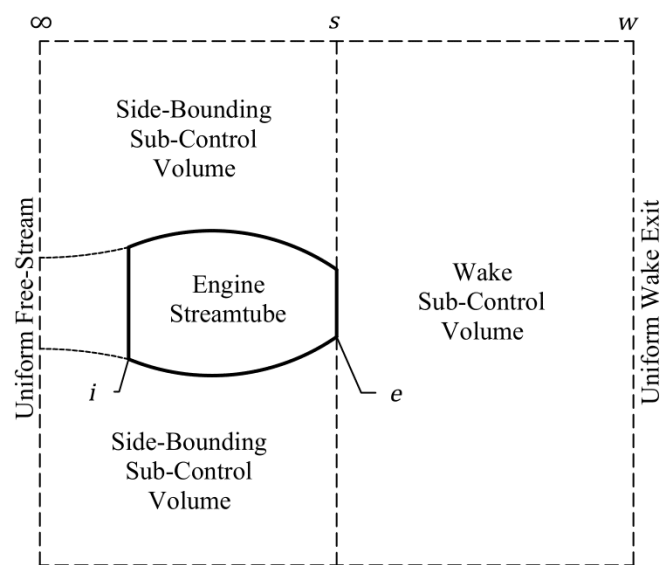 ∞
s
w
Side-Bounding
Sub-Control
Volume
Uniform Free-Stream
Engine
Streamtube
Wake
Sub-Control
Volume
Uniform Wake Exit
i
e
Side-Bounding
Sub-Control
Volume